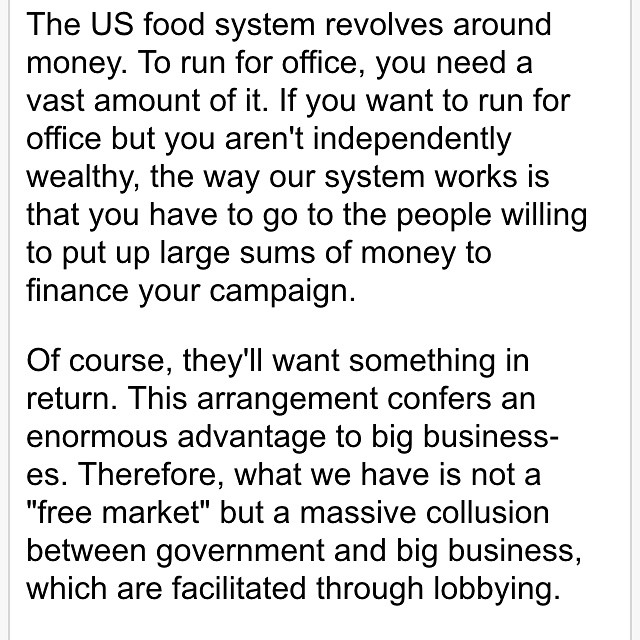 The US food system revolves around
money. To run for office, you need a
vast amount of it. If you want to run for
office but you aren't independently
wealthy, the way our system works is
that you have to go to the people willing
to put up large sums of money to
finance your campaign.
Of course, they'll want something in
return. This arrangement confers an
enormous advantage to big business-
es. Therefore, what we have is not a
"free market" but a massive collusion
between government and big business,
which are facilitated through lobbying.